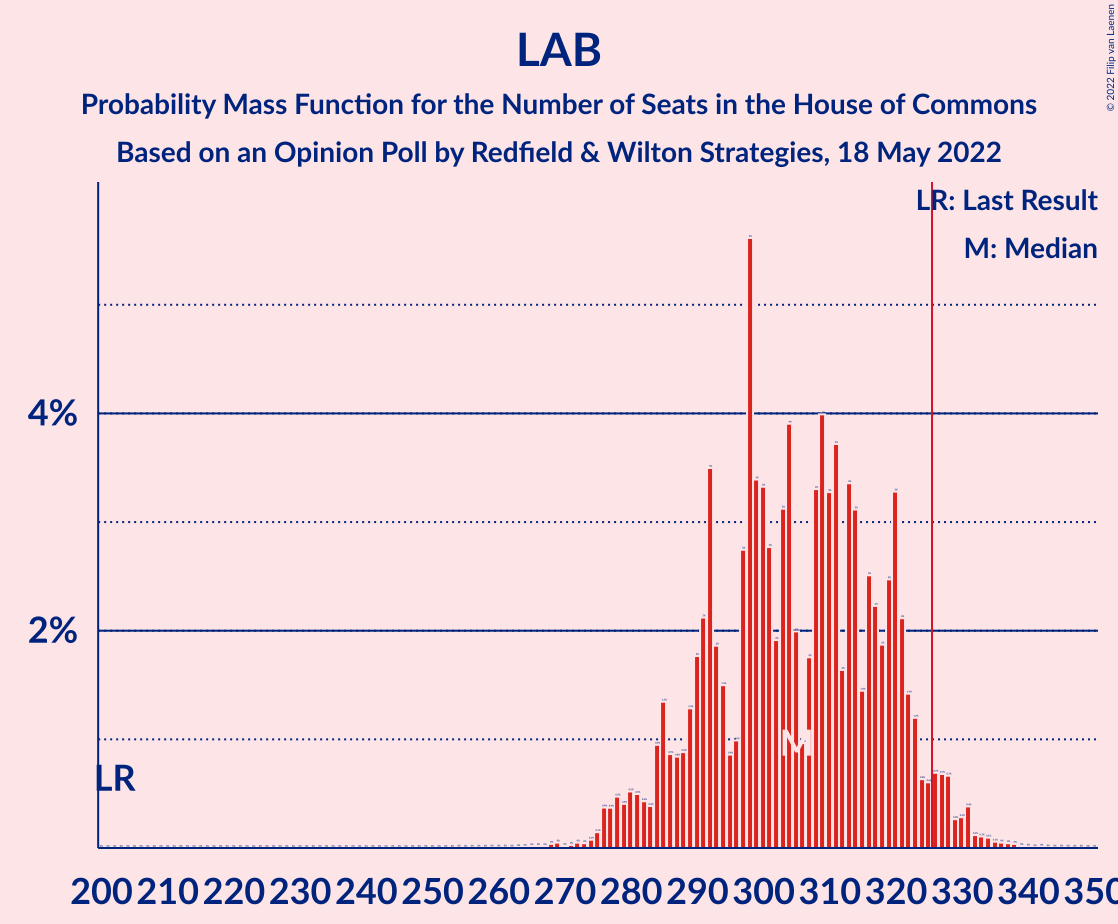 LAB
Probability Mass Function for the Number of Seats in the House of Commons
Based on an Opinion Poll by Redfield & Wilton Strategies, 18 May 2022
© 2022 Filip van Laenen
LR: Last Result
M: Median
4%
2%
LR
M
200 210 220 230 240 250 260 270 280 290 300 310 320 330 340 350